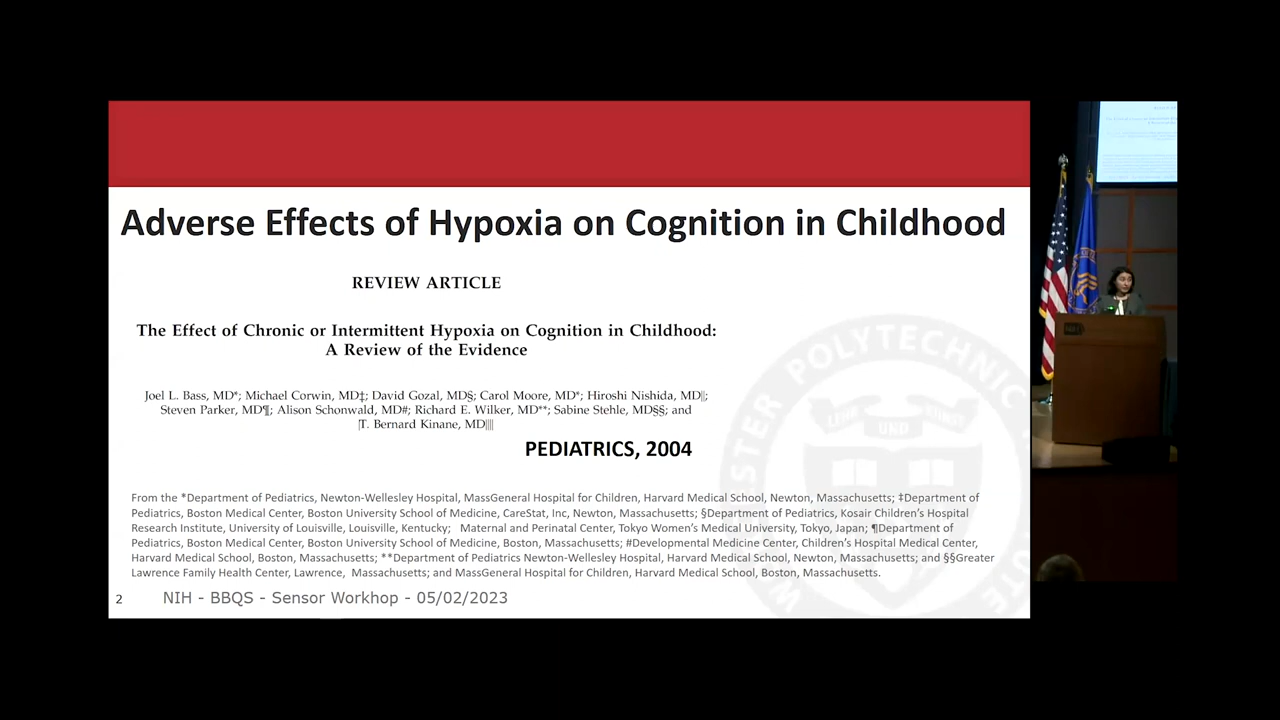 Adverse Effects of Hypoxia on Cognition in Childhood
REVIEW ARTICLE
The Effect of Chronic or Intermittent Hypoxia on Cognition in Childhood:
A Review of the Evidence
Joel L. Bass, MD*; Michael Corwin, MD‡; David Gozal, MD§; Carol Moore, MD*; Hiroshi Nishida, MD||;
Steven Parker, MD¶; Alison Schonwald, MD#; Richard E. Wilker, MD**; Sabine Stehle, MD§§; and
T. Bernard Kinane, MD||||
PEDIATRICS, 2004
From the *Department of Pediatrics, Newton-Wellesley Hospital, MassGeneral Hospital for Children, Harvard Medical School, Newton, Massachusetts; ‡Department of
Pediatrics, Boston Medical Center, Boston University School of Medicine, CareStat, Inc, Newton, Massachusetts; §Department of Pediatrics, Kosair Children's Hospital
Research Institute, University of Louisville, Louisville, Kentucky; Maternal and Perinatal Center, Tokyo Women's Medical University, Tokyo, Japan; ¶Department of
Pediatrics, Boston Medical Center, Boston University School of Medicine, Boston, Massachusetts; #Developmental Medicine Center, Children's Hospital Medical Center,
Harvard Medical School, Boston, Massachusetts; **Department of Pediatrics Newton-Wellesley Hospital, Harvard Medical School, Newton, Massachusetts; and §§Greater
Lawrence Family Health Center, Lawrence, Massachusetts; and MassGeneral Hospital for Children, Harvard Medical School, Boston, Massachusetts.
2 NIH - BBQS - Sensor Workhop - 05/02/2023
POLYTECHNIC
UND